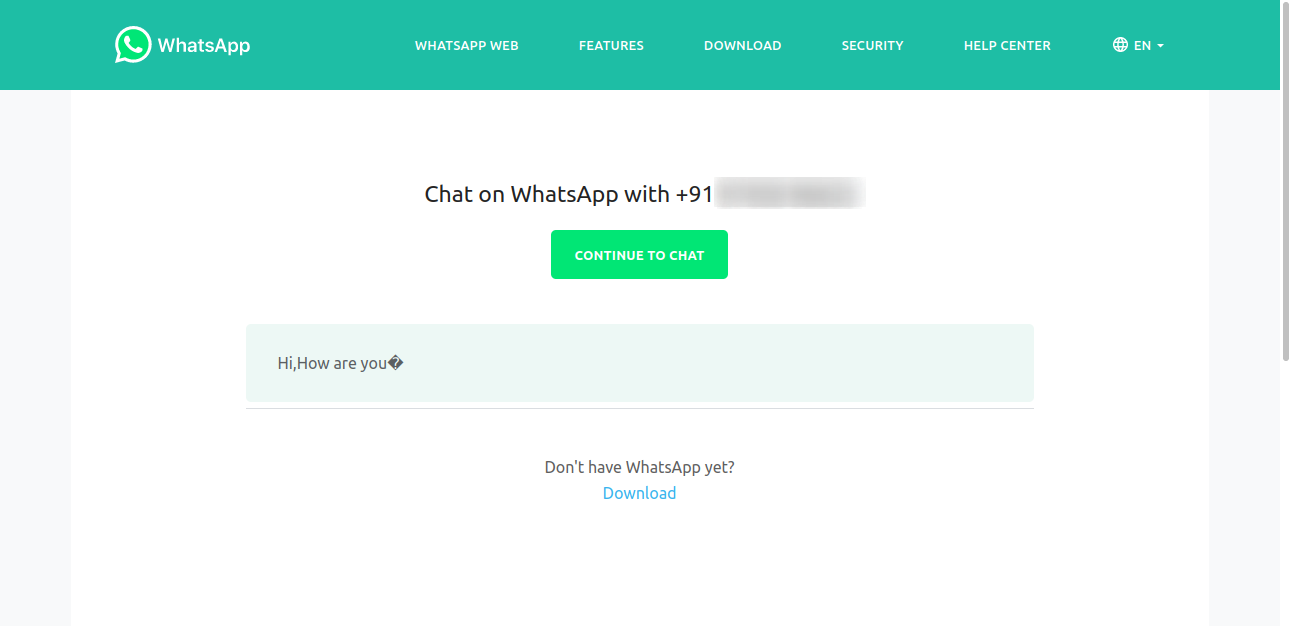 WhatsApp
WHATSAPP WEB
FEATURES
DOWNLOAD
SECURITY
HELP CENTER
EN
Chat on WhatsApp with +91
CONTINUE TO CHAT
Hi,How are you�
Don't have WhatsApp yet?
Download